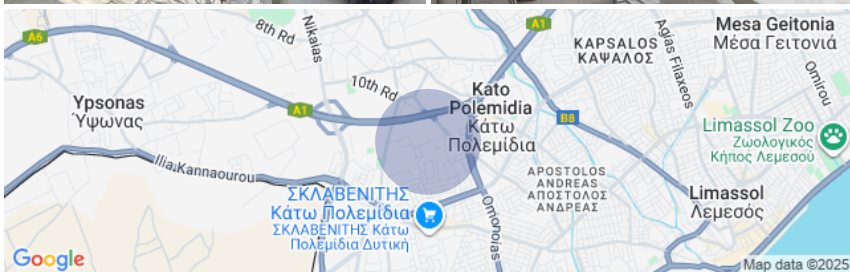 A6
8th Rd
Nikaias
A1
Mesa Geitonia
Μέσα Γειτονιά
KAPSALOS
ΚΑΨΑΛΟΣ
Agias Filaxeos
Omirou
10th Rd
Ypsonas
Ύψωνας
A1
Kato
Polemidia
Κάτω
Πολεμίδια
B8
Limassol Zoo
Ζωολογικός
Κήπος Λεμεσού
Ilia Kannaourou
APOSTOLOS
ANDREAS
ΑΠΟΣΤΟΛΟΣ
ΑΝΔΡΕΑΣ
Limassol
Λεμεσός
ΣΚΛΑΒΕΝΙΤΗΣ
Κάτω Πολεμίδια
ΣΚΛΑΒΕΝΙΤΗΣ Κάτω
Πολεμίδια Δυτική
Omonoias
Google
Map data ©2025